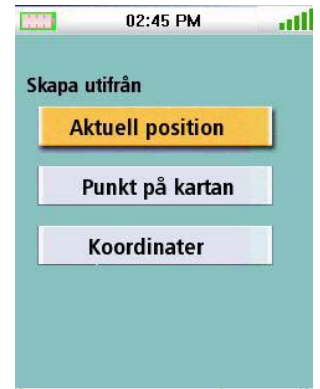 02:45 PM
Skapa utifrån
Aktuell position
Punkt på kartan
Koordinater